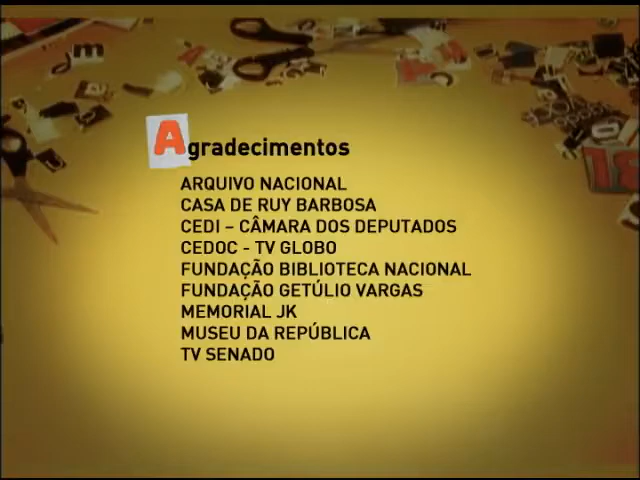 Agradecimentos
ARQUIVO NACIONAL
CASA DE RUY BARBOSA
CEDI – CÂMARA DOS DEPUTADOS
CEDOC - TV GLOBO
FUNDAÇÃO BIBLIOTECA NACIONAL
FUNDAÇÃO GETÚLIO VARGAS
MEMORIAL JK
MUSEU DA REPÚBLICA
TV SENADO